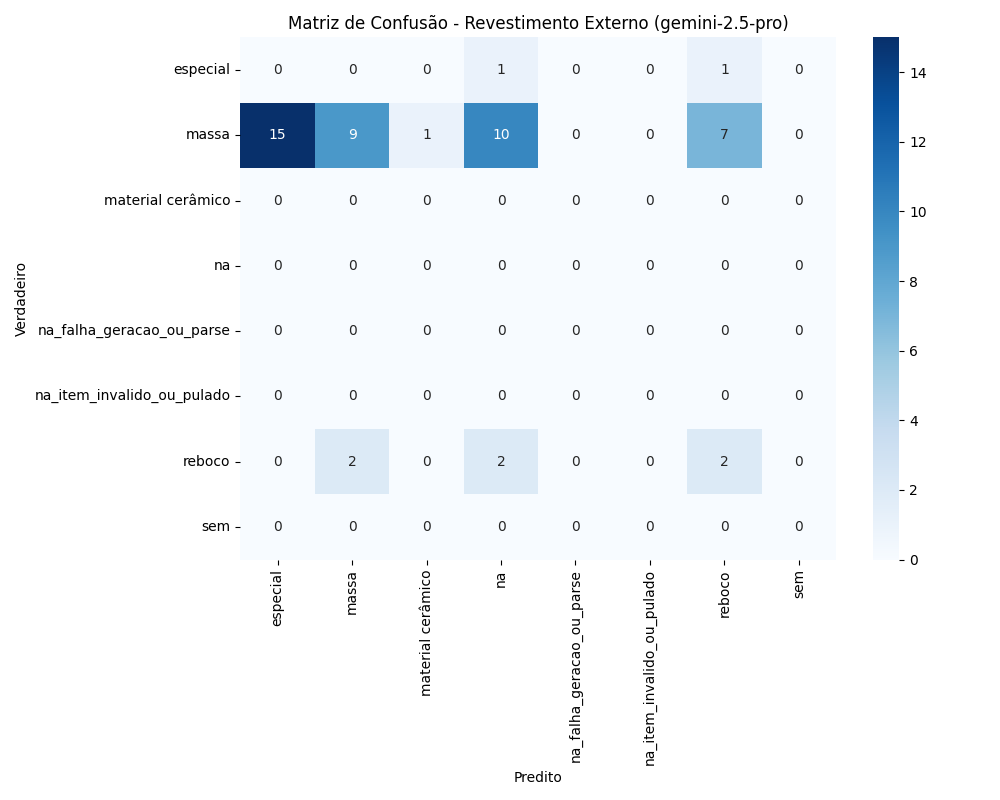 Matriz de Confusão - Revestimento Externo (gemini-2.5-pro)
Verdadeiro
especial 0 0 0 1 0 0 1 0
massa 15 9 1 10 0 0 7 0
material cerâmico 0 0 0 0 0 0 0 0
na 0 0 0 0 0 0 0 0
na_falha_geracao_ou_parse 0 0 0 0 0 0 0 0
na_item_invalido_ou_pulado 0 0 0 0 0 0 0 0
reboco 0 2 0 2 0 0 2 0
sem 0 0 0 0 0 0 0 0
especial
massa
material cerâmico
na
na_falha_geracao_ou_parse
na_item_invalido_ou_pulado
reboco
sem
Predito
14
12
10
8
6
4
2
0